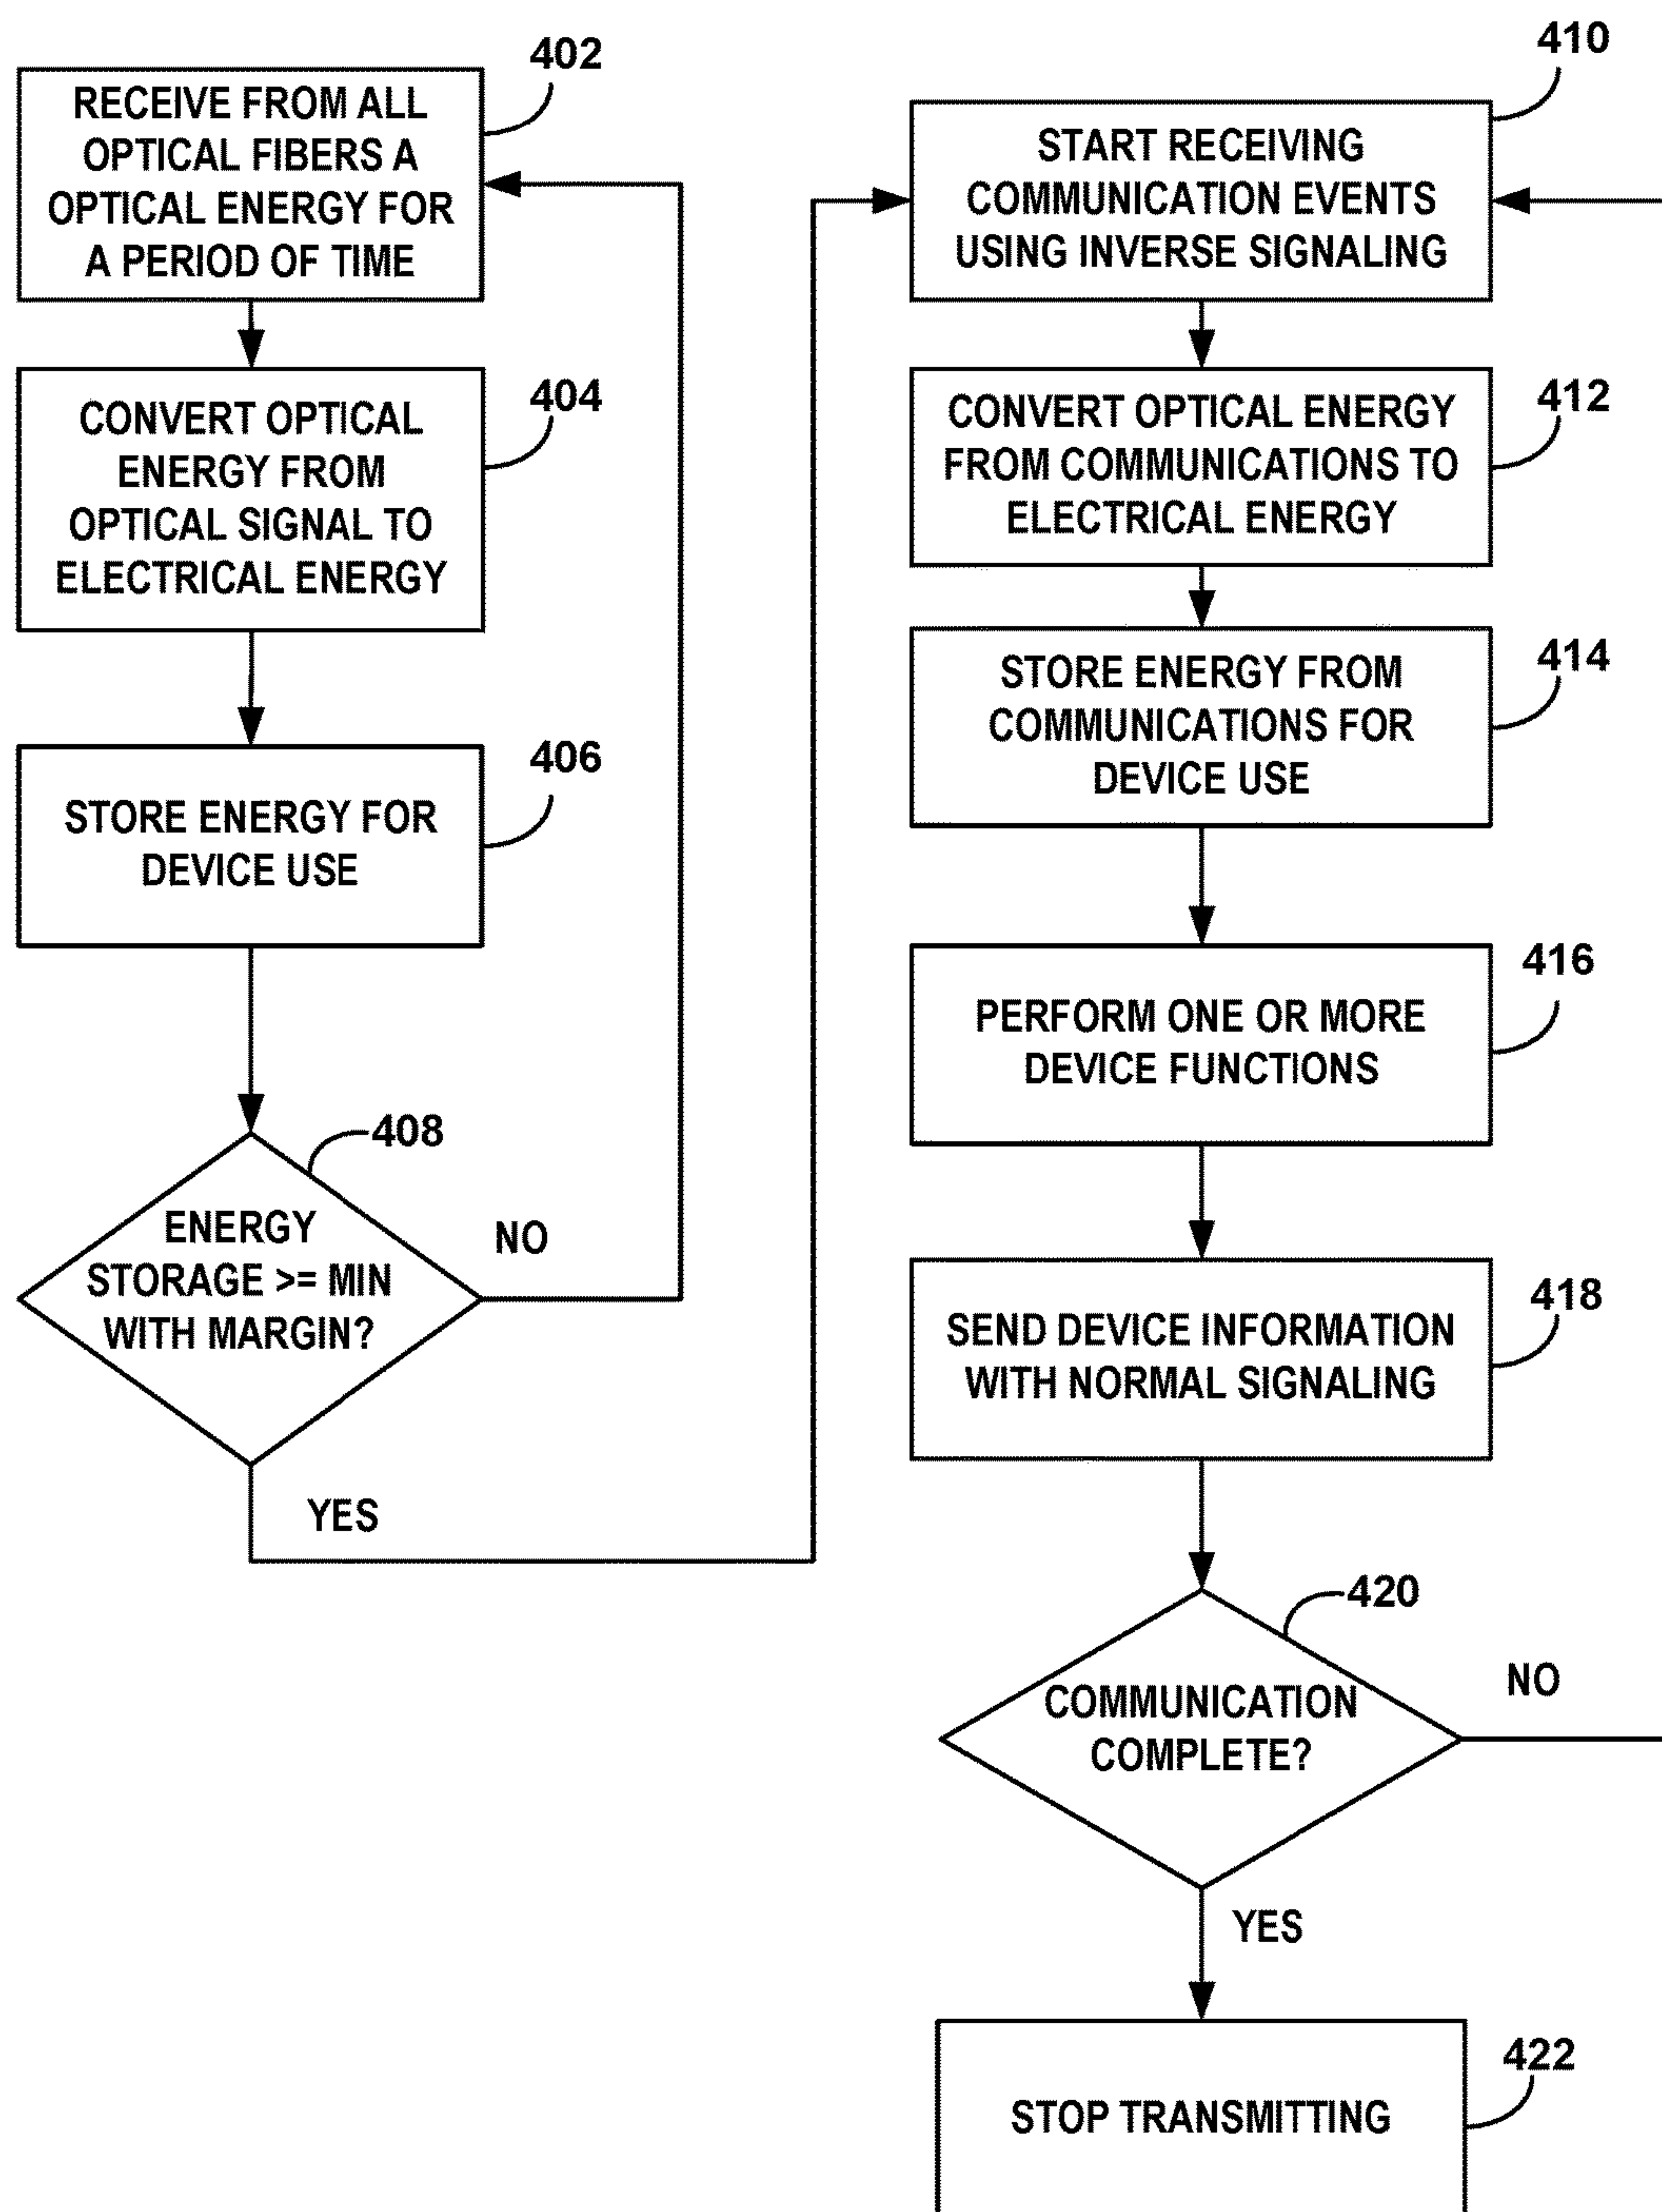 402
RECEIVE FROM ALL
OPTICAL FIBERS A
OPTICAL ENERGY FOR
A PERIOD OF TIME
404
CONVERT OPTICAL
ENERGY FROM
OPTICAL SIGNAL TO
ELECTRICAL ENERGY
406
STORE ENERGY FOR
DEVICE USE
408
ENERGY
STORAGE >= MIN
WITH MARGIN?
NO
YES
410
START RECEIVING
COMMUNICATION EVENTS
USING INVERSE SIGNALING
412
CONVERT OPTICAL ENERGY
FROM COMMUNICATIONS TO
ELECTRICAL ENERGY
414
STORE ENERGY FROM
COMMUNICATIONS FOR
DEVICE USE
416
PERFORM ONE OR MORE
DEVICE FUNCTIONS
418
SEND DEVICE INFORMATION
WITH NORMAL SIGNALING
420
COMMUNICATION
COMPLETE?
NO
YES
422
STOP TRANSMITTING